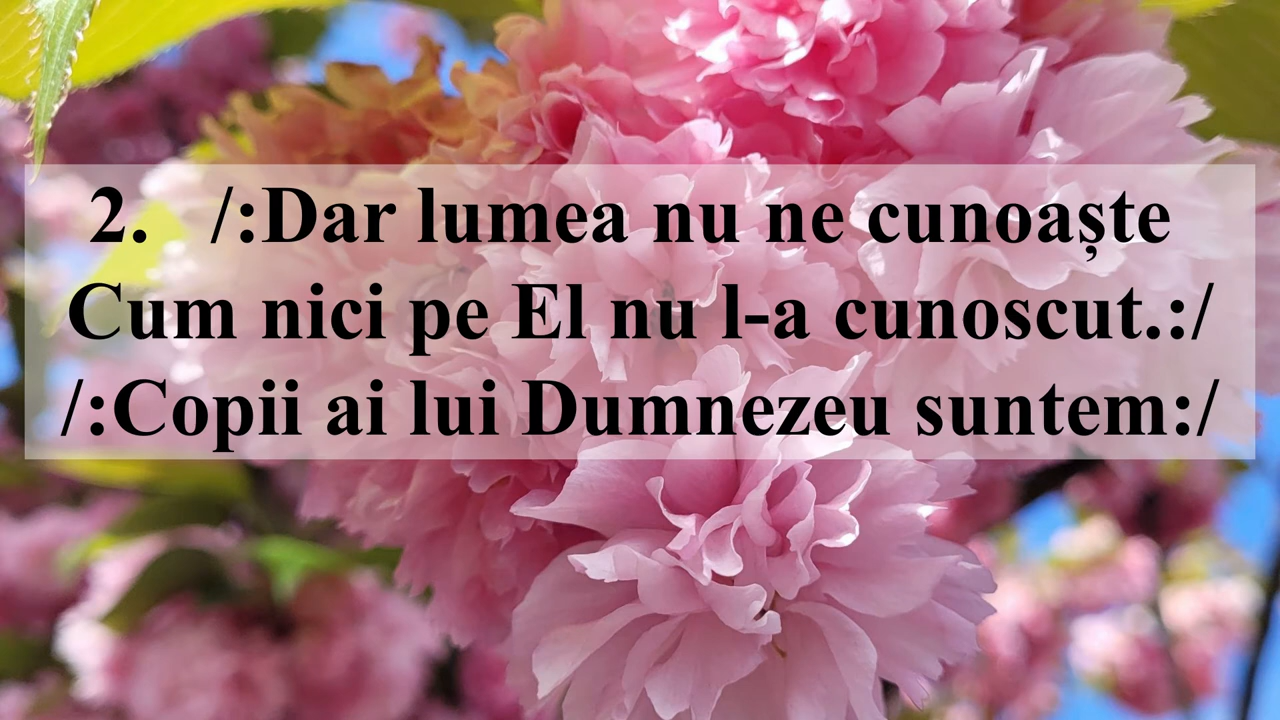 2. /:Dar lumea nu ne cunoaște
Cum nici pe El nu l-a cunoscut.:/
/:Copii ai lui Dumnezeu suntem:/